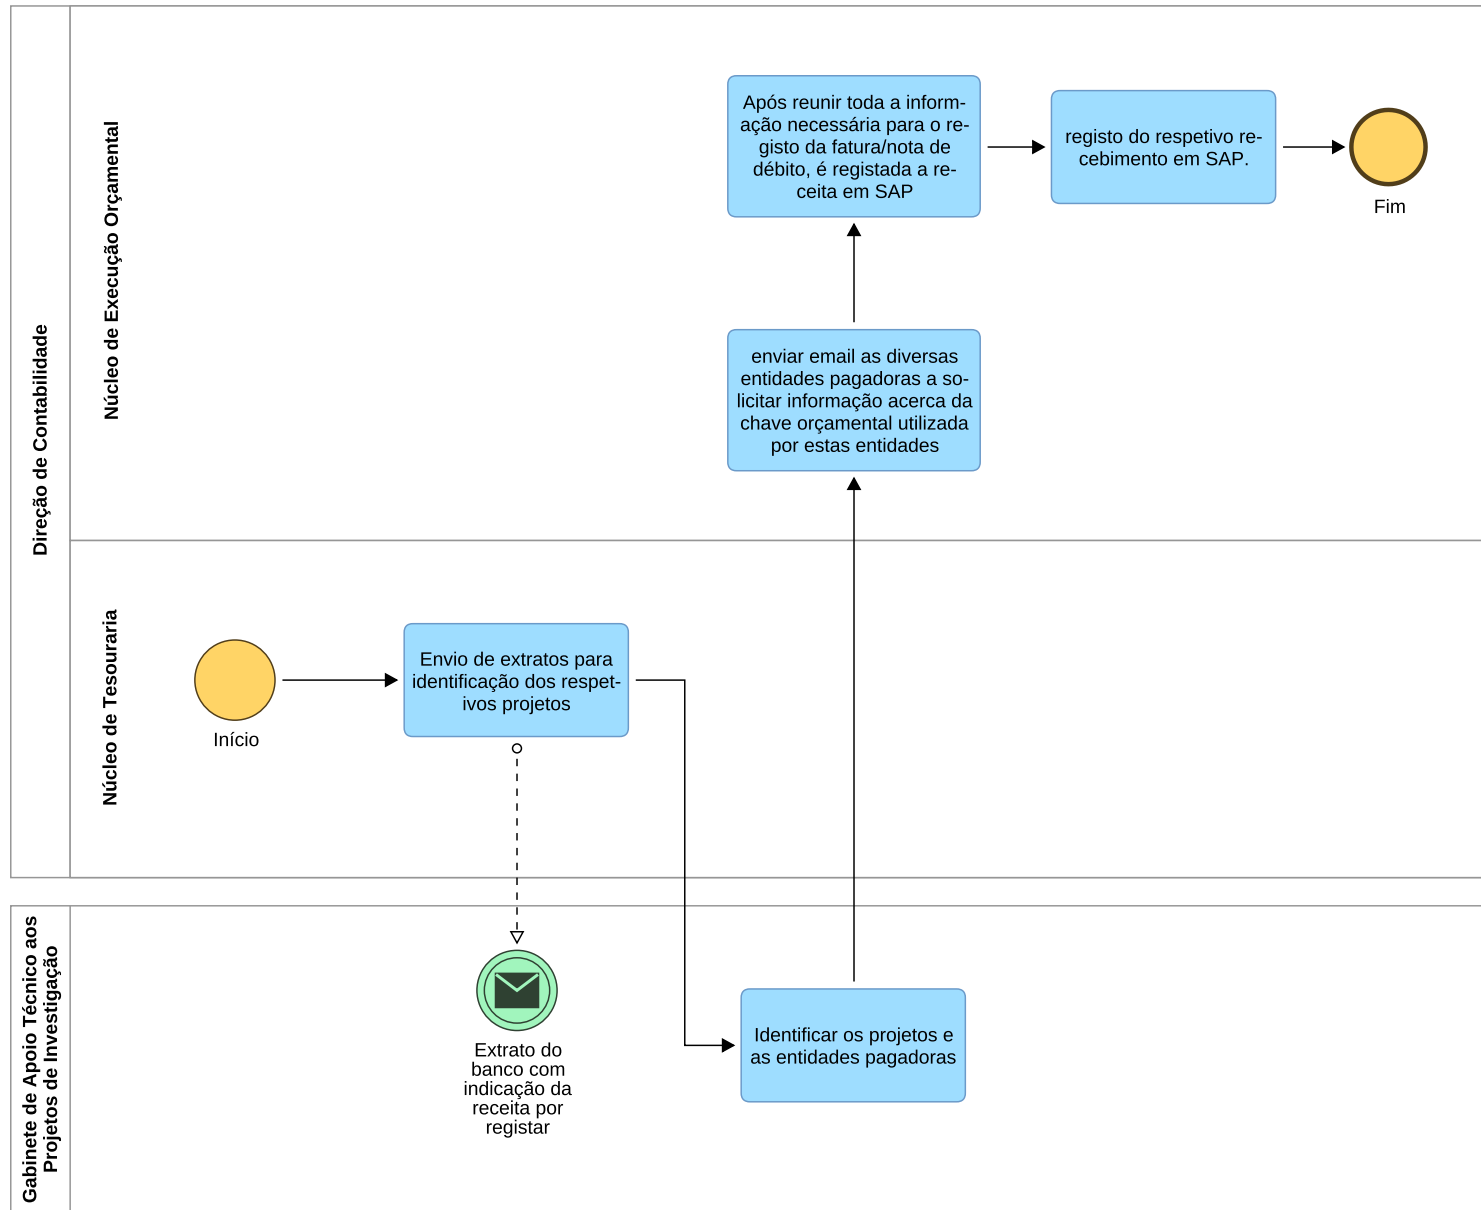 Direção de Contabilidade
Núcleo de Execução Orçamental
Após reunir toda a inform-
ação necessária para o re-
gisto da fatura/nota de
débito, é registada a re-
ceita em SAP
registo do respetivo re-
cebimento em SAP.
Fim
enviar email as diversas
entidades pagadoras a so-
licitar informação acerca da
chave orçamental utilizada
por estas entidades
Núcleo de Tesouraria
Início
Envio de extratos para
identificação dos respet-
ivos projetos
Gabinete de Apoio Técnico aos
Projetos de Investigação
Extrato do
banco com
indicação da
receita por
registar
Identificar os projetos e
as entidades pagadoras